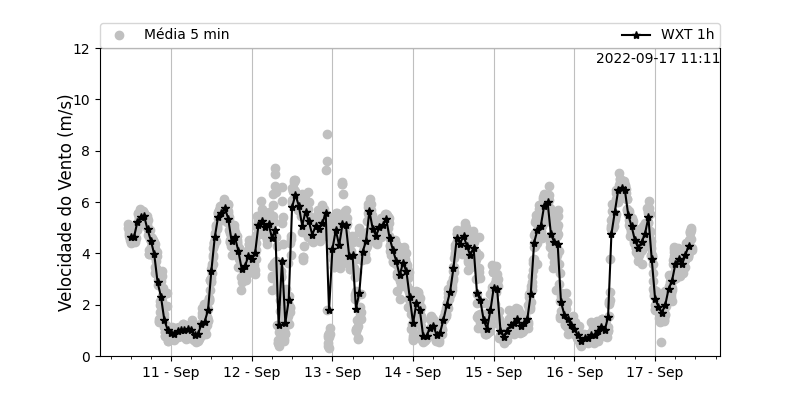 Média 5 min
WXT 1h
2022-09-17 11:11
Velocidade do Vento (m/s)
12
10
8
6
4
2
0
11 - Sep
12 - Sep
13 - Sep
14 - Sep
15 - Sep
16 - Sep
17 - Sep